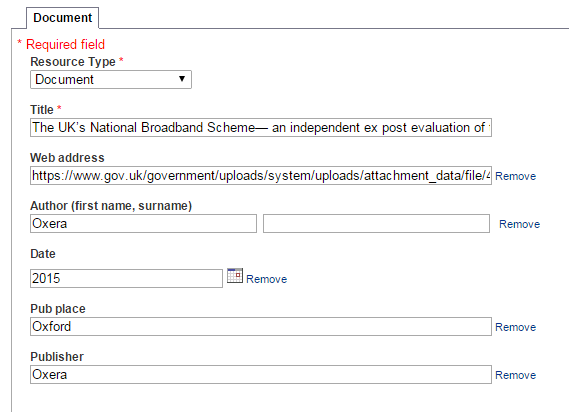 Document
* Required field
Resource Type *
Document
Title *
The UK's National Broadband Scheme— an independent ex post evaluation of
Web address
https://www.gov.uk/government/uploads/system/uploads/attachment_data/file/4 Remove
Author (first name, surname)
Oxera Remove
Date
2015 Remove
Pub place
Oxford Remove
Publisher
Oxera Remove